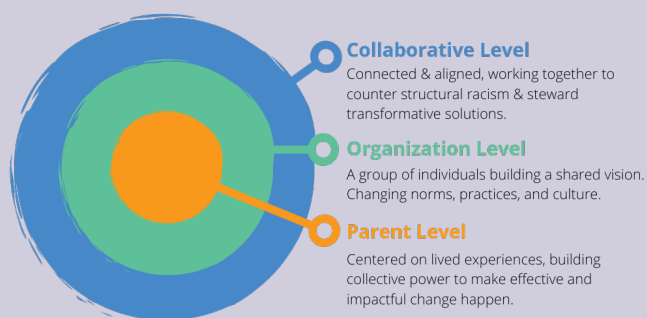 Collaborative Level
Connected & aligned, working together to
counter structural racism & steward
transformative solutions.
Organization Level
A group of individuals building a shared vision.
Changing norms, practices, and culture.
Parent Level
Centered on lived experiences, building
collective power to make effective and
impactful change happen.